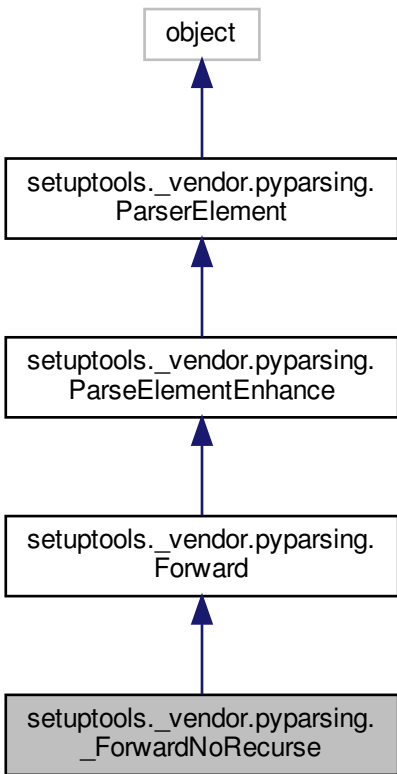 object
setuptools._vendor.pyparsing.
ParserElement
setuptools._vendor.pyparsing.
ParseElementEnhance
setuptools._vendor.pyparsing.
Forward
setuptools._vendor.pyparsing.
_ForwardNoRecurse